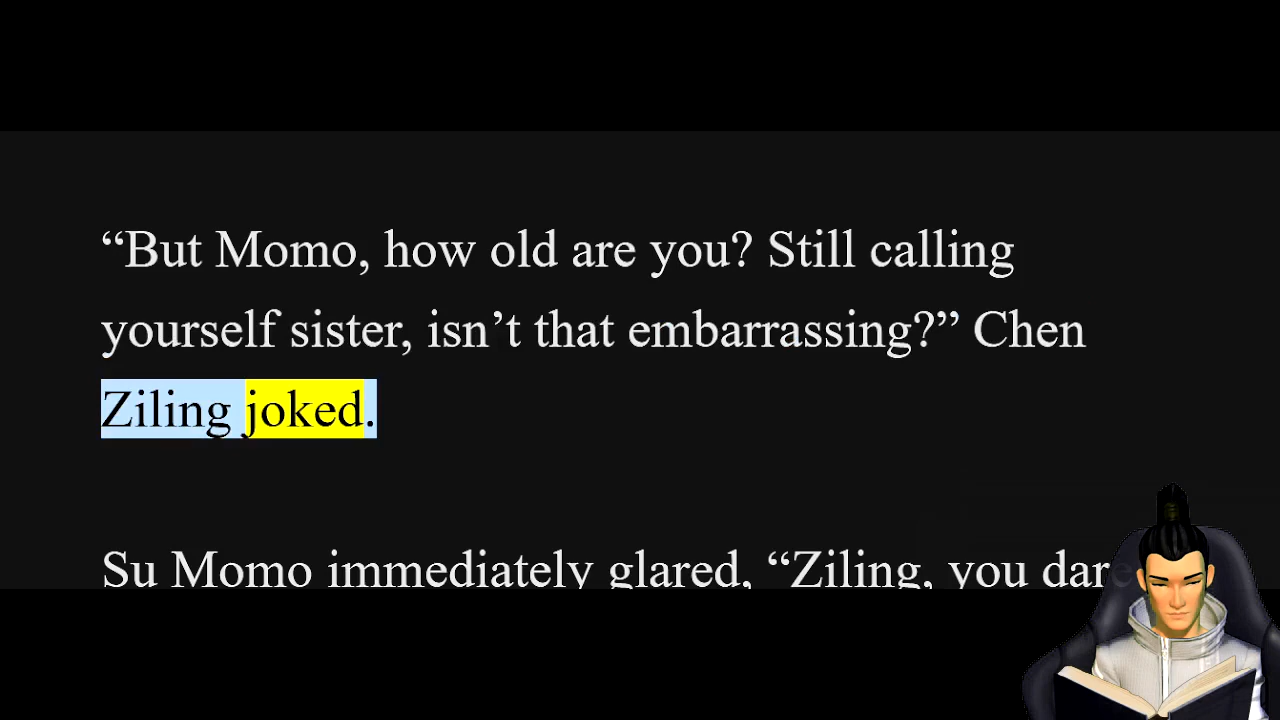 “But Momo, how old are you? Still calling
yourself sister, isn’t that embarrassing?” Chen
Ziling joked.
Su Momo immediately glared, “Ziling, you dare